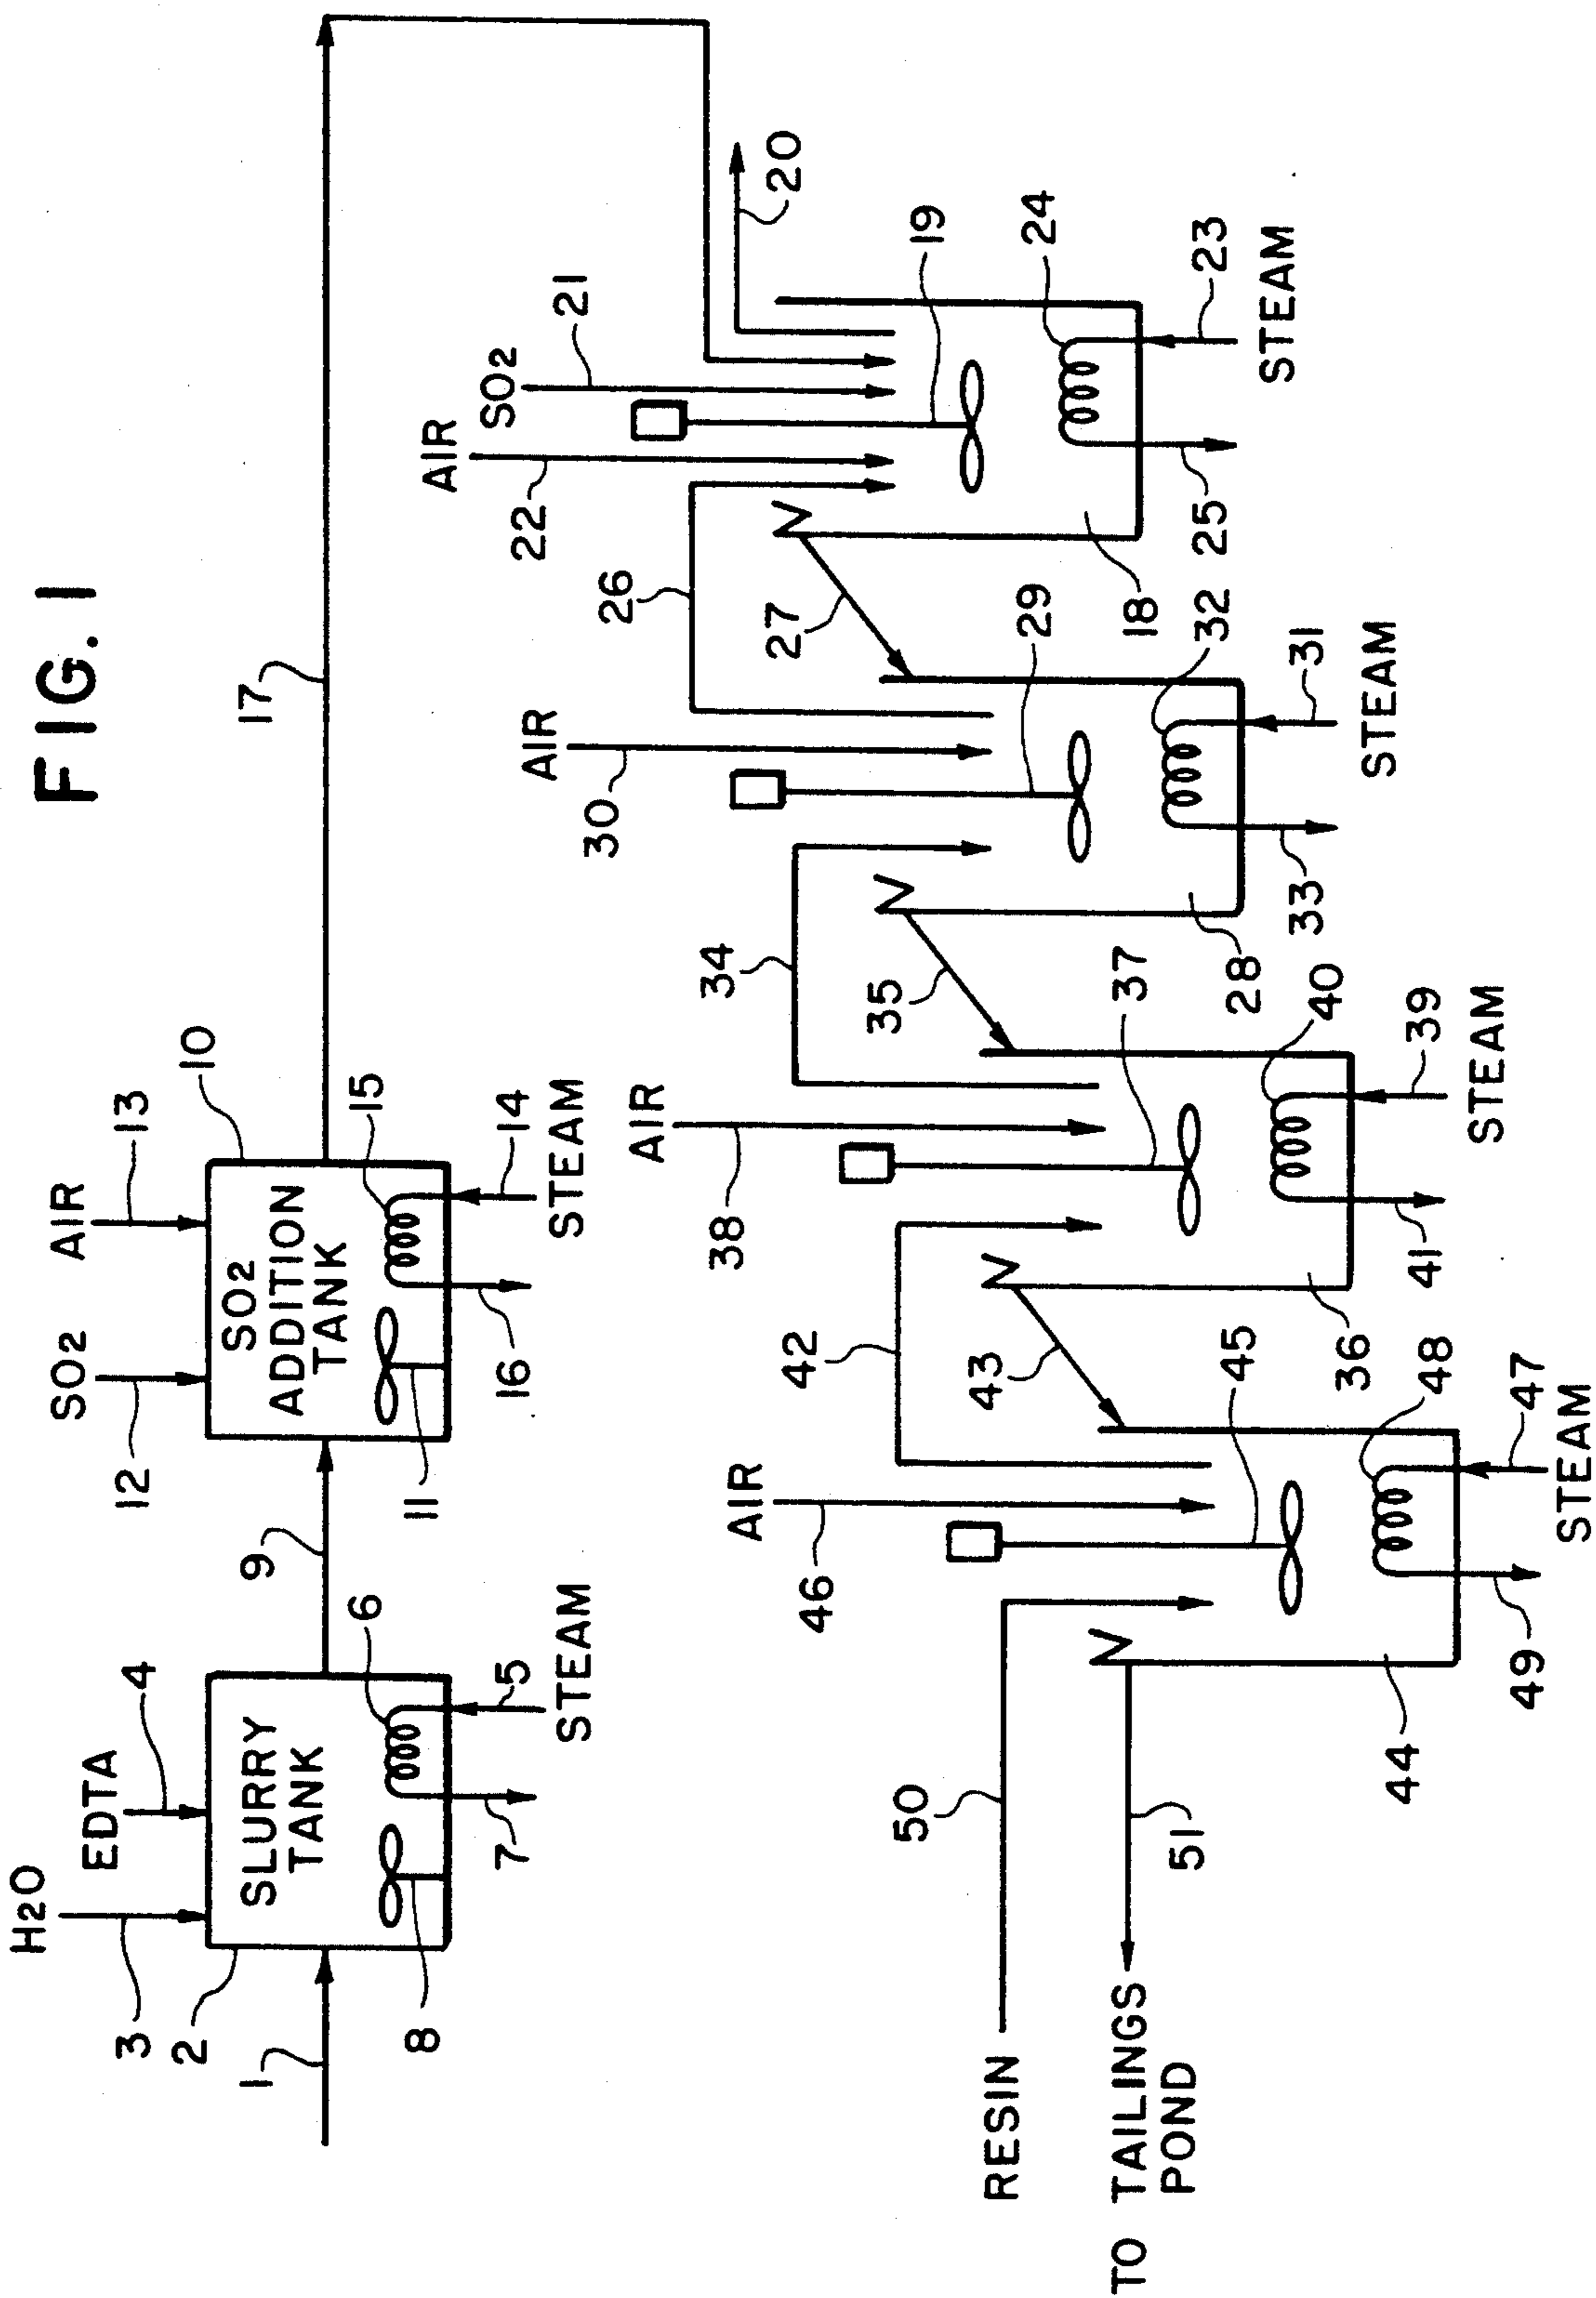 FIG. 1
H2O
EDTA
3
4
2
1
SLURRY
TANK
6
8
7
5
STEAM
9
SO2
AIR
12
13
10
SO2
ADDITION
TANK
15
11
16
14
STEAM
17
AIR
SO2
22
21
20
26
27
19
24
18
25
23
STEAM
AIR
30
34
35
29
32
28
33
31
STEAM
AIR
38
42
43
37
40
36
41
39
STEAM
AIR
46
45
48
44
49
47
STEAM
50
RESIN
51
TO TAILINGS
POND